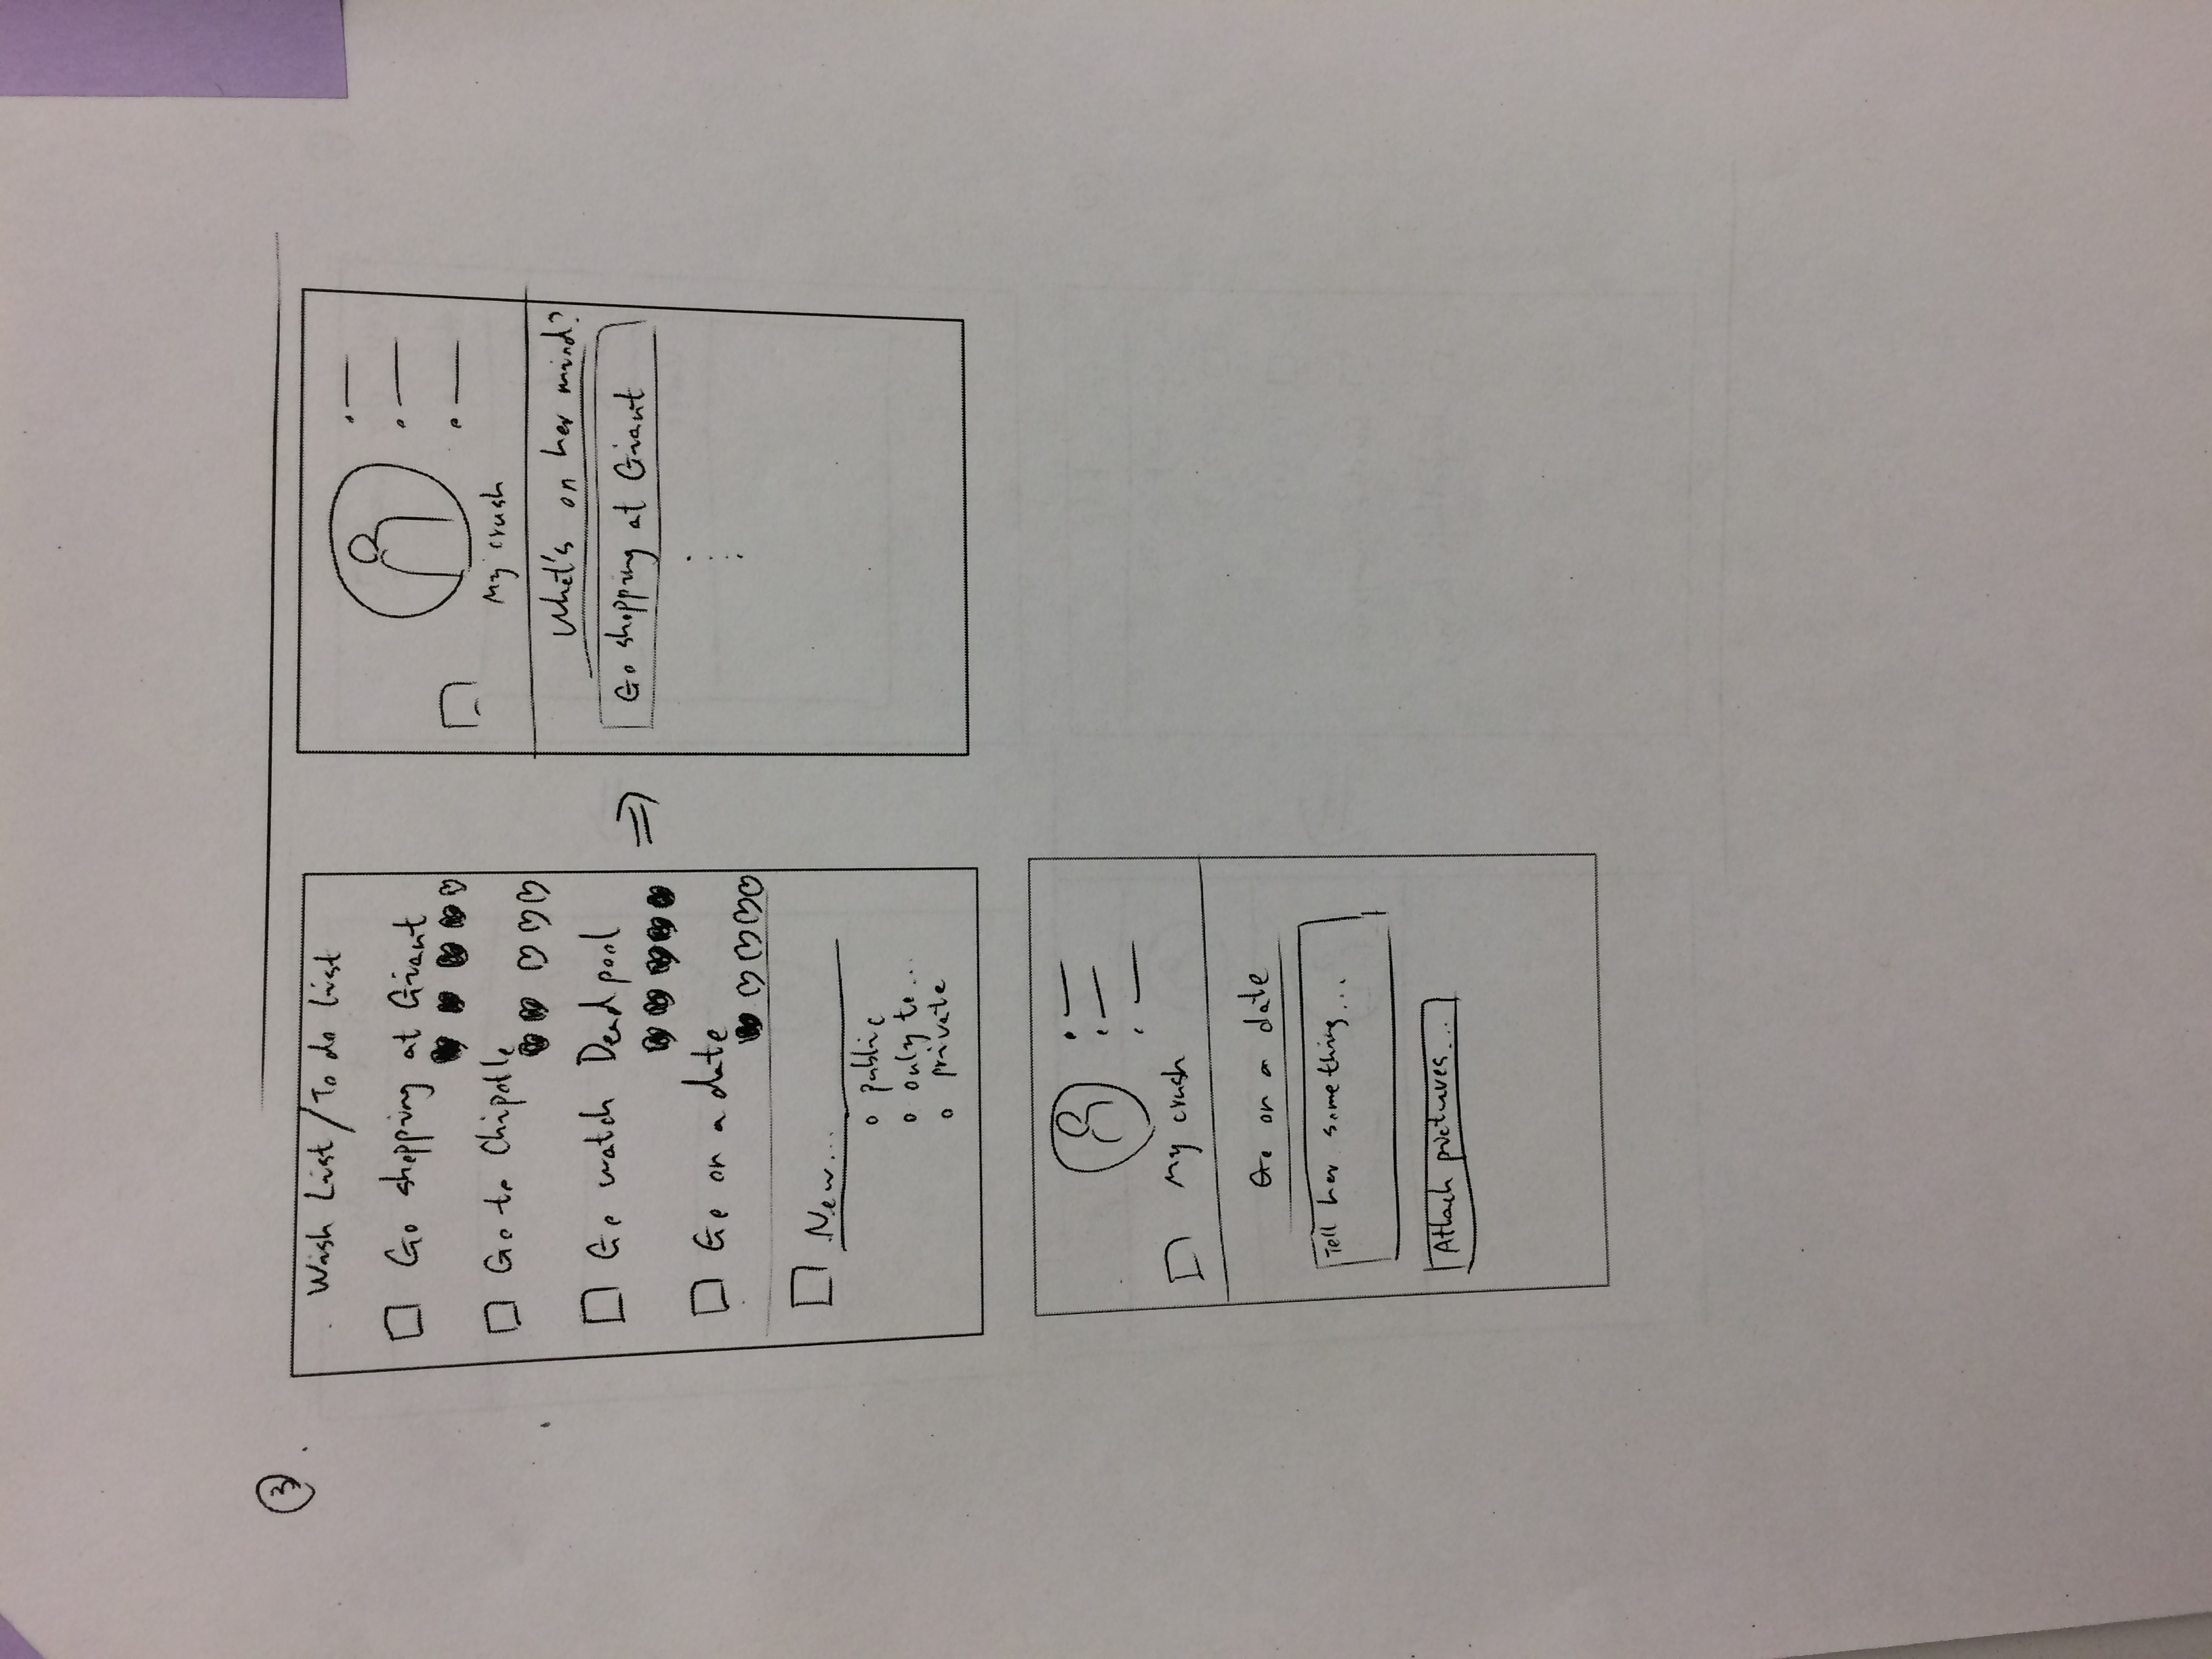 3.
Wish List/To do list
Go shopping at Giant
Go to Chipotle
Go watch Deadpool
Go on a date
New...
public
only to...
private
My crush
What's on her mind?
Go shopping at Giant
My crush
Go on a date
Tell her something...
Attach pictures...